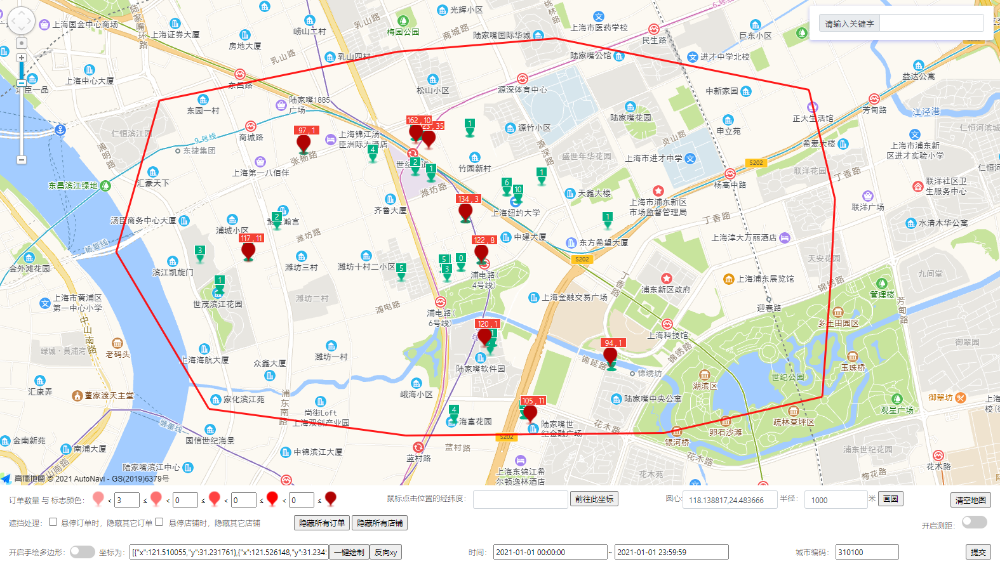 光辉小区
上海国金中心商场
陆家嘴环路
上海证券大厦
崂山二村
乳山路
梅园公园
商城路
桃林路
上海市医药学校
6号线
民生路
巨东小区
请输入关键字
S202
房地大厦
陆家嘴国际华城
乳山路
乳山四村
陆家嘴公馆
进才中学北校
益达公寓
上海中心大厦
汤臣一品
东昌路
松山小区
源深体育中心
中新家园
东园一村
陆家嘴1885
广场
陆家嘴花园
正大生活馆
芳甸路
洋泾港
仁恒滨江园
商城路
97 , 1
162 , 10
23, 35
1
源竹小区
申立苑
仁恒河滨城
9号线
东捷集团
浦明路
张杨路
上海锦江汤
臣洲际大酒店
4
源深路
灵山路
希爱大楼
上海市浦东新
区进才实验小学
盛世年华花园
上海市进才中学
S202
上海第一八佰伴
世纪大道
2
1
竹园新村
1
联洋花园
丁香路
仁恒河
汇豪天下
东昌滨江绿地
潍坊路
6
10
天鑫大楼
杨高中路
联洋社区卫
生服务中心
齐鲁大厦
134 , 3
上海纽约大学
上海市浦东新区
市场监督管理局
联洋广场
汤臣商务中心大厦
2
浦城小区
1
丁香路
水清木华公寓
杨复线
117 , 11
潍坊路
122 , 8
中建大厦
东方希望大厦
上海淳大万丽酒店
3
S202
天安花园
金外滩花园
滨江凯旋门
潍坊三村
潍坊十村二小区
5
5
3
0
浦电路(
4号线)
丁香路
浦东新区政府
上海浦东展览馆
锦绣路
九间堂
1
管理楼
上海市黄浦区
第一中心小学
世茂滨江花园
潍坊二村
浦电路
浦电路(
6号线)
上海金融交易广场
迎春路
芳甸路
中山南路
120 , 1
1
上海科技馆
乡土田园区
绿城·黄浦湾
老码头
上海海航大厦
潍坊一村
94 , 1
锦绣路
御翠园
众鑫大厦
陆家嘴软件园
锦延路
锦绣坊
玉珠桥
汇康弄
峨海小区
湖滨区
世纪公园
董家渡天主堂
家化滨江苑
浦东南路
尚街Loft
上海双创产业园
105 , 11
陆家嘴中央公寓
御翠坊
观星广场
4
海富花园
陆家嘴世
纪金融广场
花木路
疏林草坪区
塘董线
卵石沙滩
金南新苑
国信世纪海景
S202
银河桥
南浦大厦
中锦滨江大厦
蓝村路
蓝村路
浦东世纪花园
花木路
陆家嘴滨江中心
上海东锦江希
尔顿逸林酒店
花木苑
花木路
梅花路
高德地图 © 2021 AutoNavi - GS(2019)6379号
订单数量 与 标志颜色： < 3 ≤ < 0 ≤ < 0 ≤ < 0 ≤
鼠标点击位置的经纬度： 前往此坐标
圆心: 118.138817,24.483666 半径： 1000 米 画圆
清空地图
遮挡处理： 悬停订单时，隐藏其它订单 悬停店铺时，隐藏其它店铺 隐藏所有订单 隐藏所有店铺
开启测距：
开启手绘多边形： 坐标为： [{"x":121.510055,"y":31.231761},{"x":121.526148,"y":31.234 一键绘制 反向xy
时间： 2021-01-01 00:00:00 ~ 2021-01-01 23:59:59
城市编码： 310100
提交